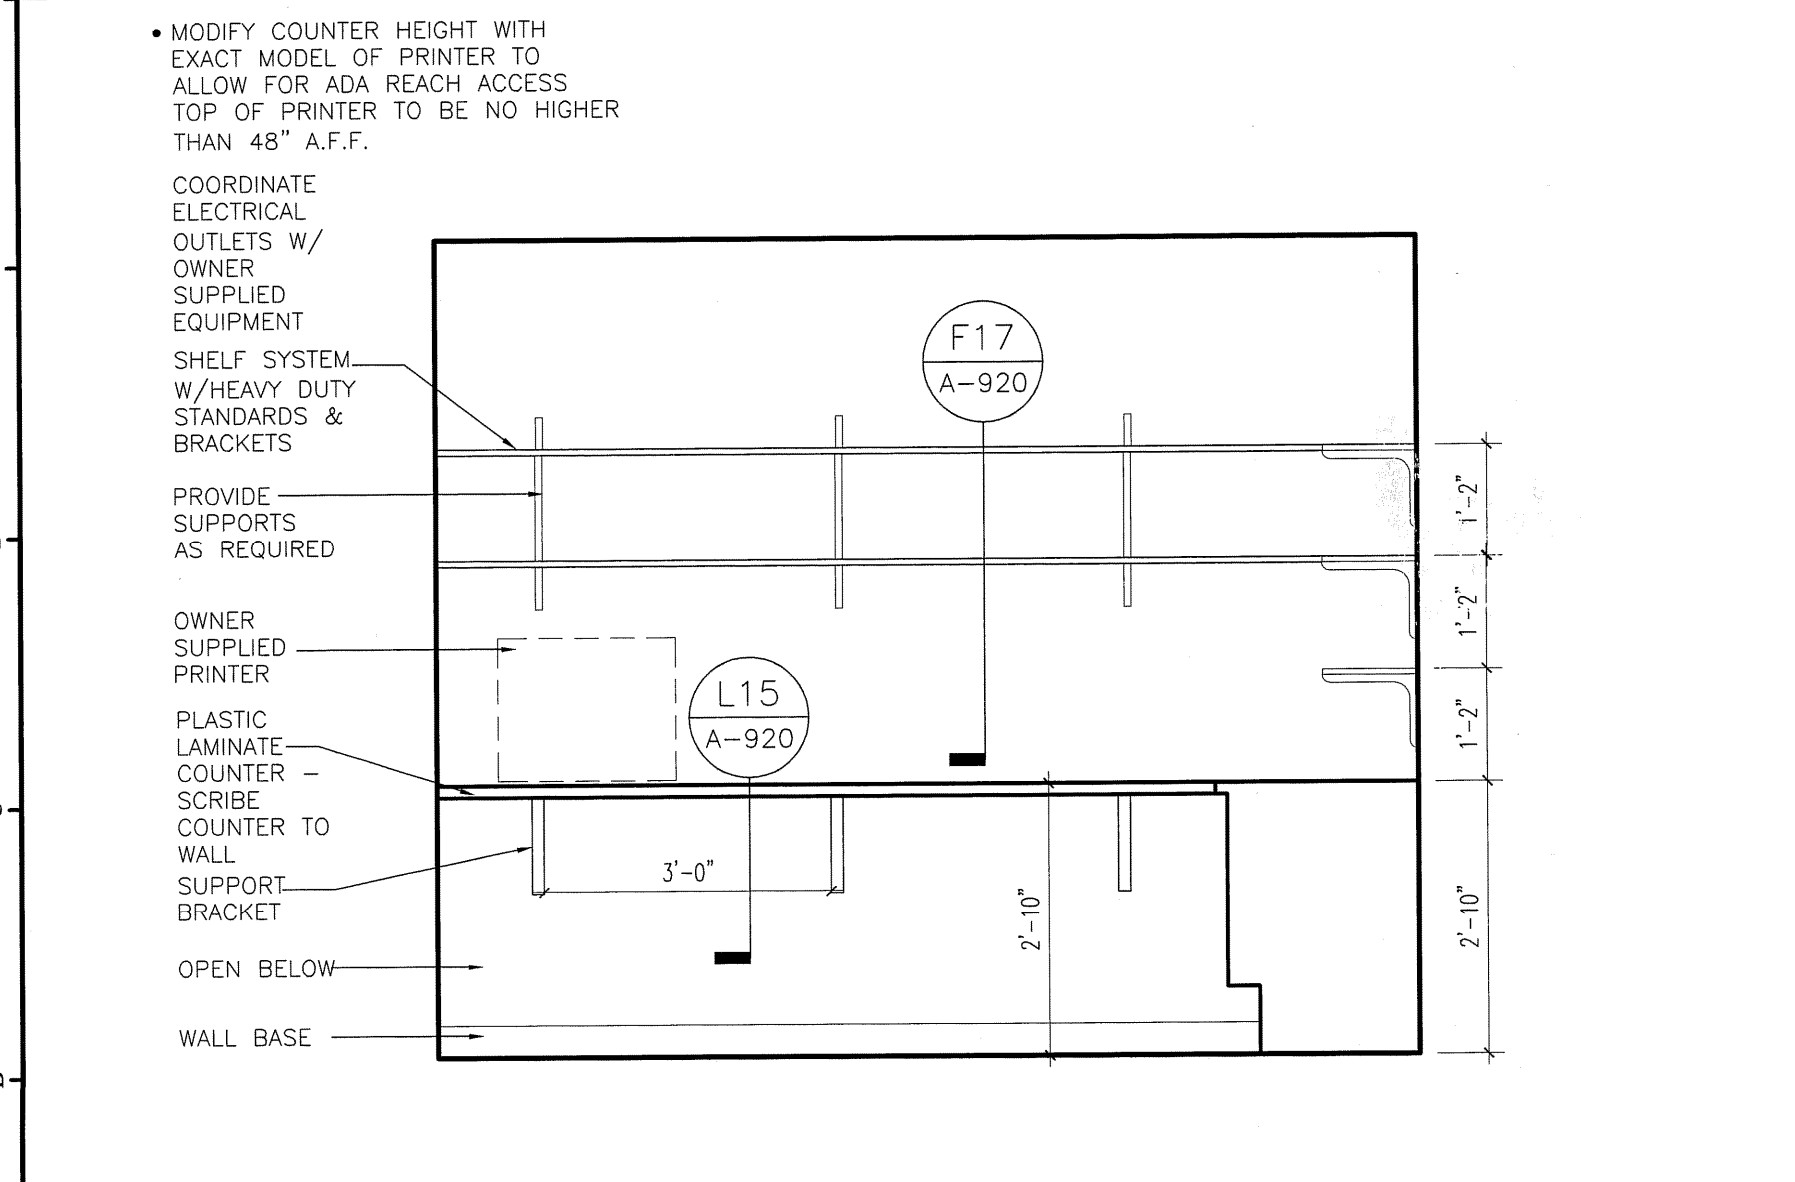 • MODIFY COUNTER HEIGHT WITH
EXACT MODEL OF PRINTER TO
ALLOW FOR ADA REACH ACCESS
TOP OF PRINTER TO BE NO HIGHER
THAN 48" A.F.F.
COORDINATE
ELECTRICAL
OUTLETS W/
OWNER
SUPPLIED
EQUIPMENT
SHELF SYSTEM
W/HEAVY DUTY
STANDARDS &
BRACKETS
PROVIDE
SUPPORTS
AS REQUIRED
OWNER
SUPPLIED
PRINTER
PLASTIC
LAMINATE
COUNTER –
SCRIBE
COUNTER TO
WALL
SUPPORT
BRACKET
OPEN BELOW
WALL BASE
F17
A–920
L15
A–920
3'–0"
2'–10"
1'–2"
1'–2"
1'–2"
2'–10"